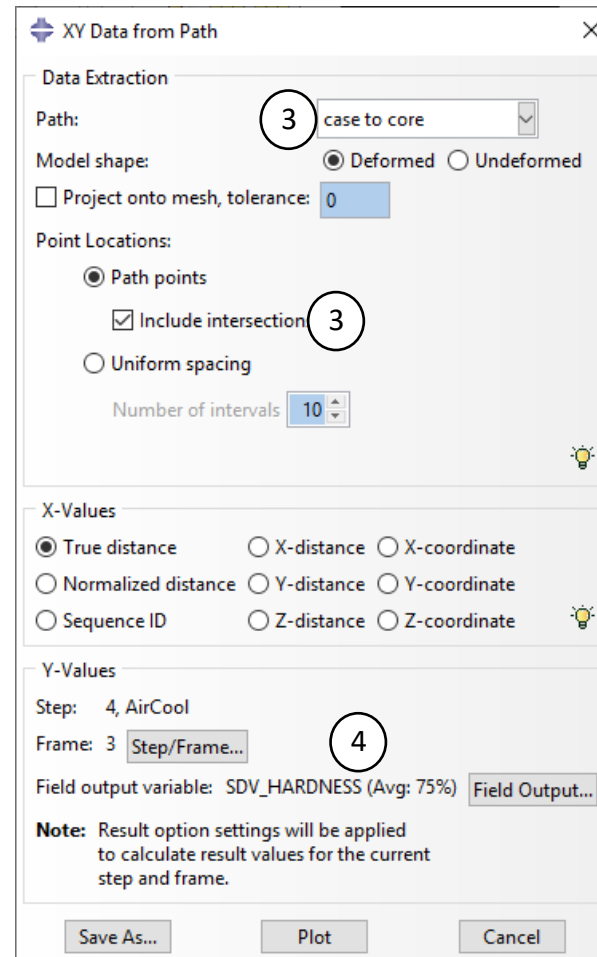 XY Data from Path
Data Extraction
Path: 3 case to core
Model shape: Deformed Undeformed
Project onto mesh, tolerance: 0
Point Locations:
Path points
Include intersection 3
Uniform spacing
Number of intervals 10
X-Values
True distance X-distance X-coordinate
Normalized distance Y-distance Y-coordinate
Sequence ID Z-distance Z-coordinate
Y-Values
Step: 4, AirCool
Frame: 3 Step/Frame... 4
Field output variable: SDV_HARDNESS (Avg: 75%) Field Output...
Note: Result option settings will be applied
to calculate result values for the current
step and frame.
Save As... Plot Cancel